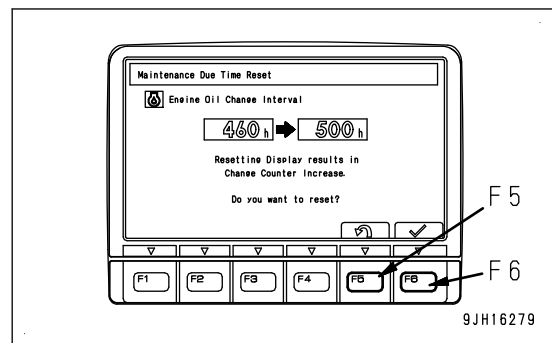 Maintenance Due Time Reset
Engine Oil Change Interval
460 h 500 h
Resetting Display results in
Change Counter Increase.
Do you want to reset?
F5
F1 F2 F3 F4 F5 F6
F6
9JH16279